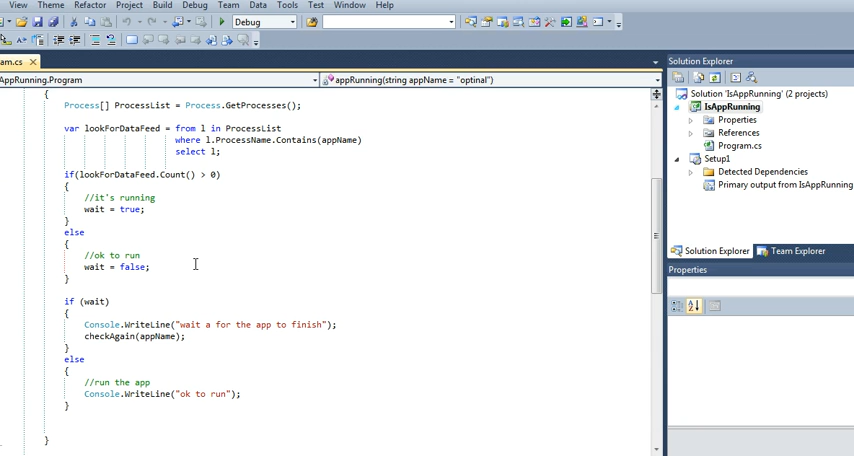 View Theme Refactor Project Build Debug Team Data Tools Test Window Help
Debug
am.cs
AppRunning.Program
appRunning(string appName = "optinal")
{
Process[] ProcessList = Process.GetProcesses();
var lookForDataFeed = from l in ProcessList
where l.ProcessName.Contains(appName)
select l;
if(lookForDataFeed.Count() > 0)
{
//it's running
wait = true;
}
else
{
//ok to run
wait = false;
}
if (wait)
{
Console.WriteLine("wait a for the app to finish");
checkAgain(appName);
}
else
{
//run the app
Console.WriteLine("ok to run");
}
}
Solution Explorer
Solution 'IsAppRunning' (2 projects)
IsAppRunning
Properties
References
Program.cs
Setup1
Detected Dependencies
Primary output from IsAppRunning
Solution Explorer Team Explorer
Properties